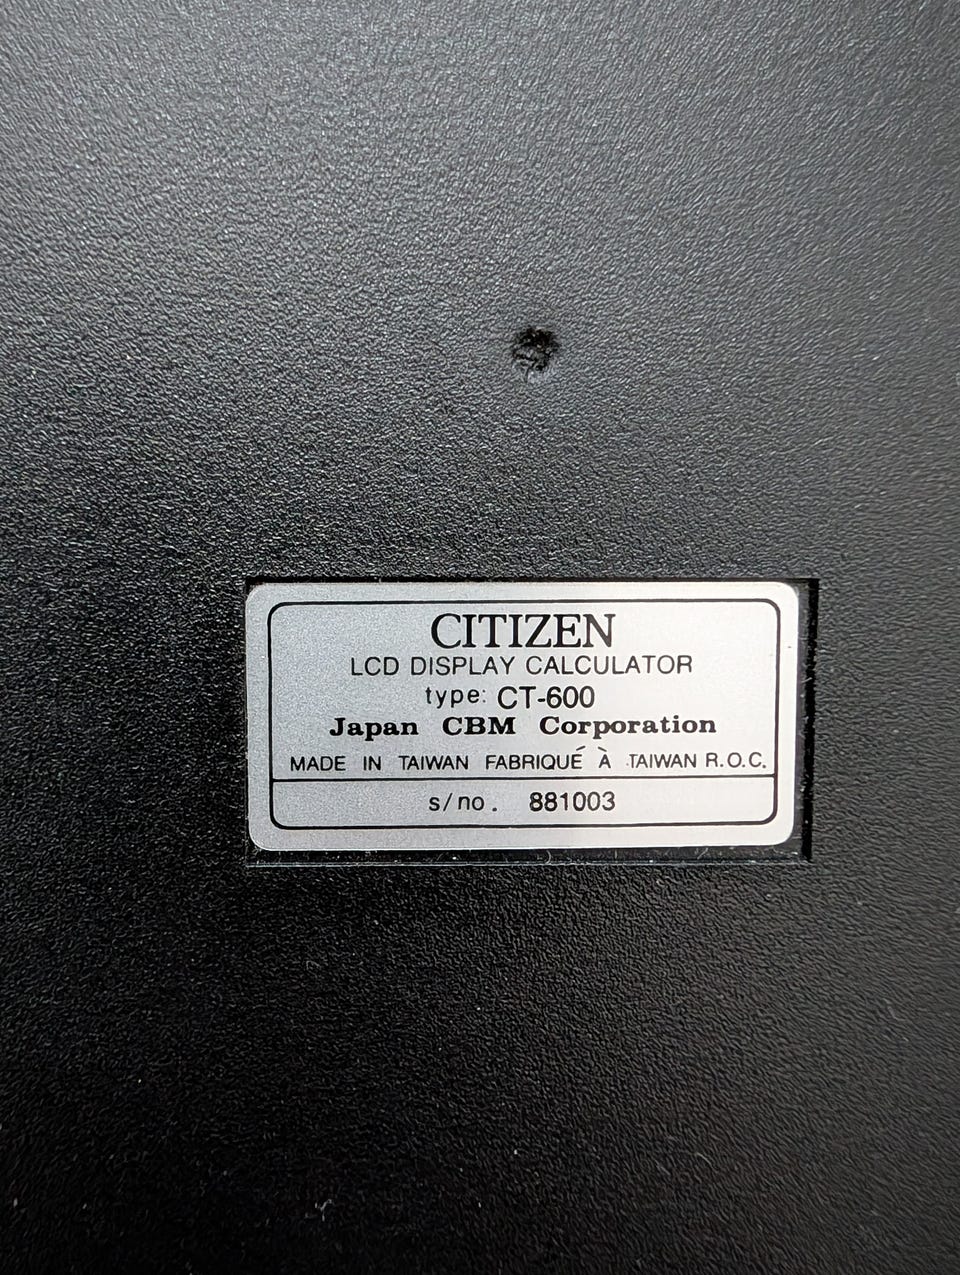 CITIZEN
LCD DISPLAY CALCULATOR
type: CT-600
Japan CBM Corporation
MADE IN TAIWAN FABRIQUÉ À TAIWAN R.O.C.
s/no. 881003